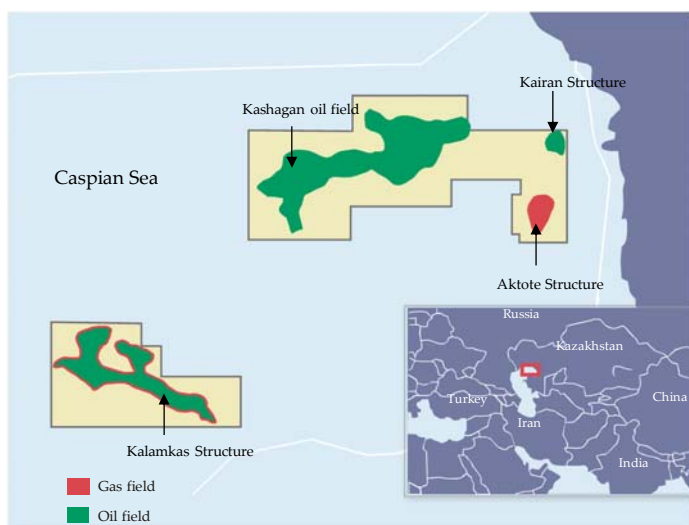 Kairan Structure
Kashagan oil field
Caspian Sea
Aktote Structure
Russia
Kazakhstan
China
Turkey
Iran
India
Kalamkas Structure
Gas field
Oil field